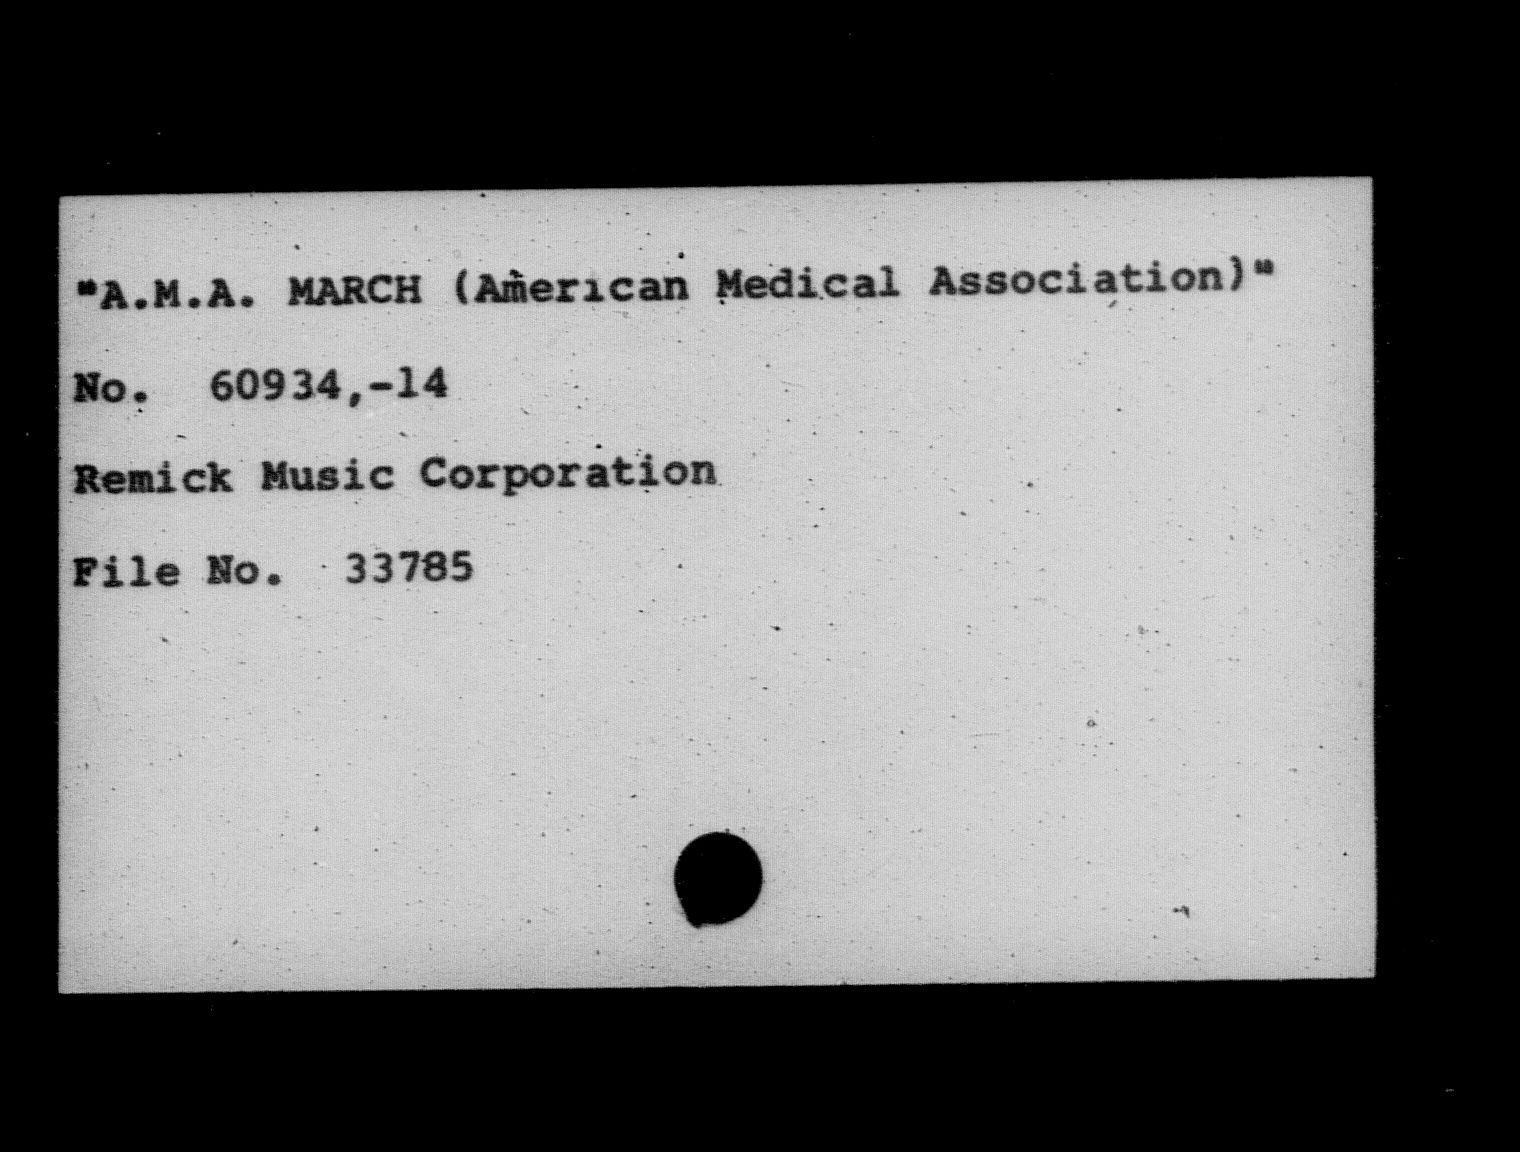 "A.M.A. MARCH (American Medical Association)"
No. 60934,-14
Remick Music Corporation
File No. 33785